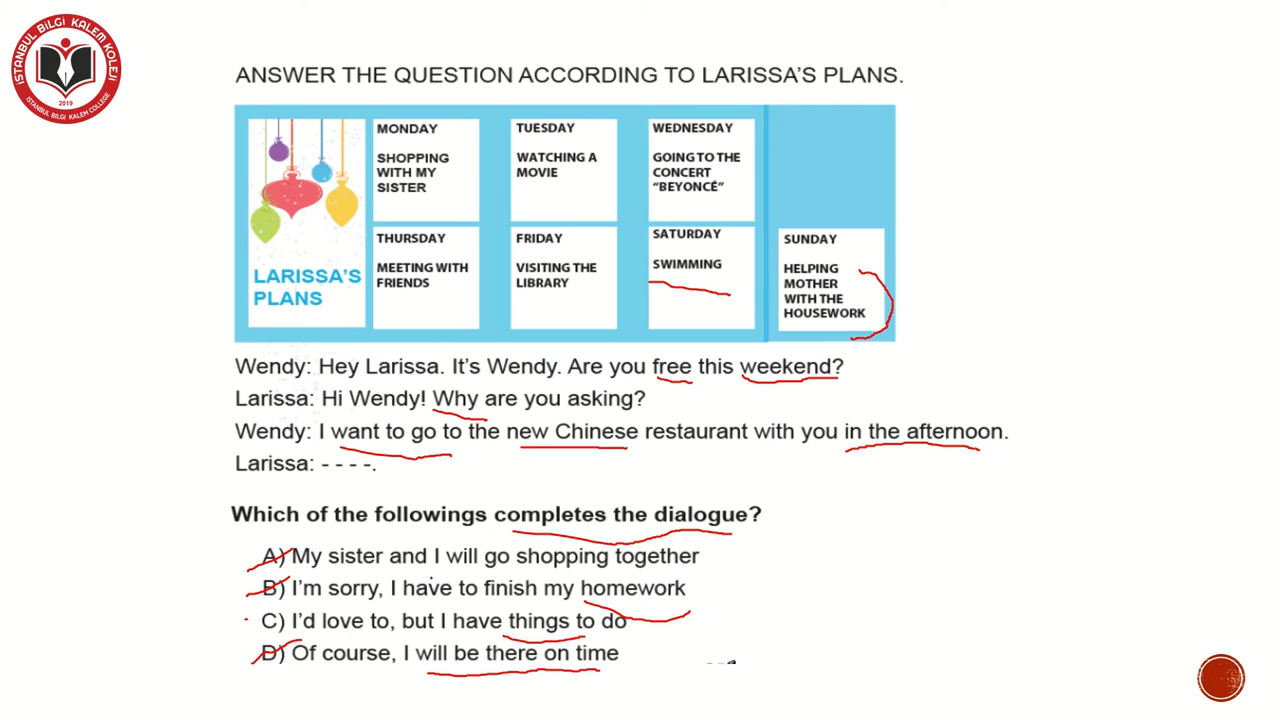 İSTANBUL BİLGİ KALEM KOLEJİ
2019
ISTANBUL BILGI KALEM COLLEGE
ANSWER THE QUESTION ACCORDING TO LARISSA'S PLANS.
LARISSA'S
PLANS
MONDAY
SHOPPING
WITH MY
SISTER
TUESDAY
WATCHING A
MOVIE
WEDNESDAY
GOING TO THE
CONCERT
“BEYONCÉ”
THURSDAY
MEETING WITH
FRIENDS
FRIDAY
VISITING THE
LIBRARY
SATURDAY
SWIMMING
SUNDAY
HELPING
MOTHER
WITH THE
HOUSEWORK
Wendy: Hey Larissa. It's Wendy. Are you free this weekend?
Larissa: Hi Wendy! Why are you asking?
Wendy: I want to go to the new Chinese restaurant with you in the afternoon.
Larissa: - - - -.
Which of the followings completes the dialogue?
A) My sister and I will go shopping together
B) I'm sorry, I have to finish my homework
C) I'd love to, but I have things to do
D) Of course, I will be there on time